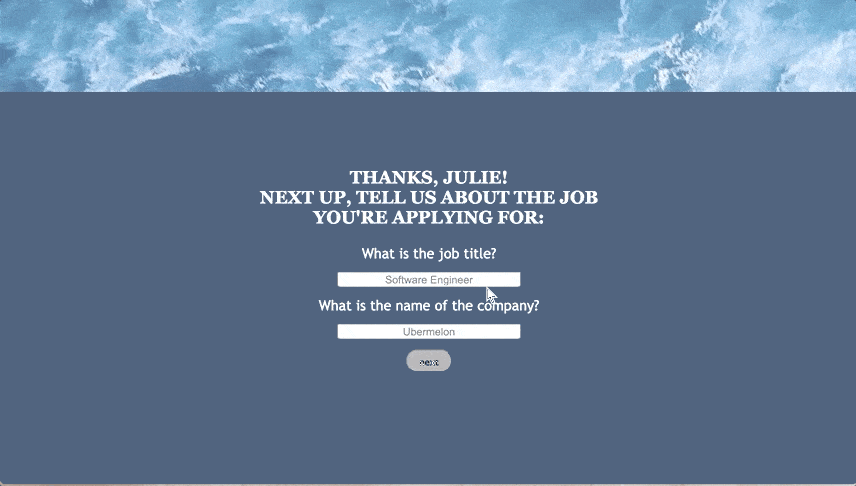 THANKS, JULIE!
NEXT UP, TELL US ABOUT THE JOB
YOU'RE APPLYING FOR:
What is the job title?
Software Engineer
What is the name of the company?
Ubermelon
next